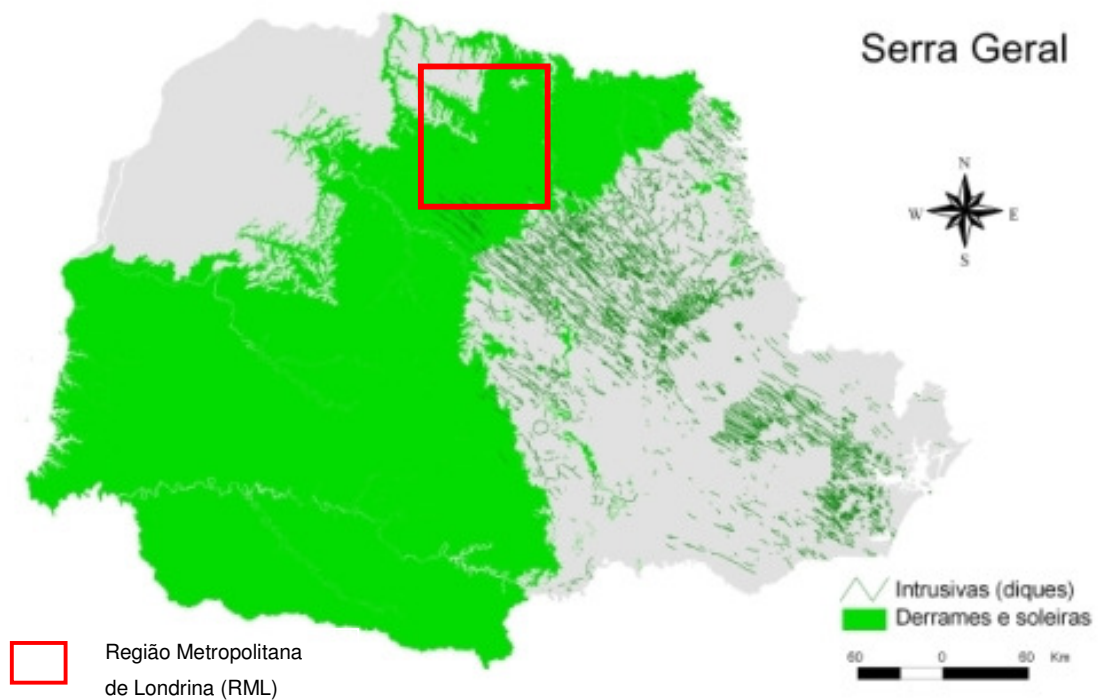 Serra Geral
N
W E
S
Intrusivas (diques)
Derrames e soleiras
60 0 60 Km
Região Metropolitana
de Londrina (RML)